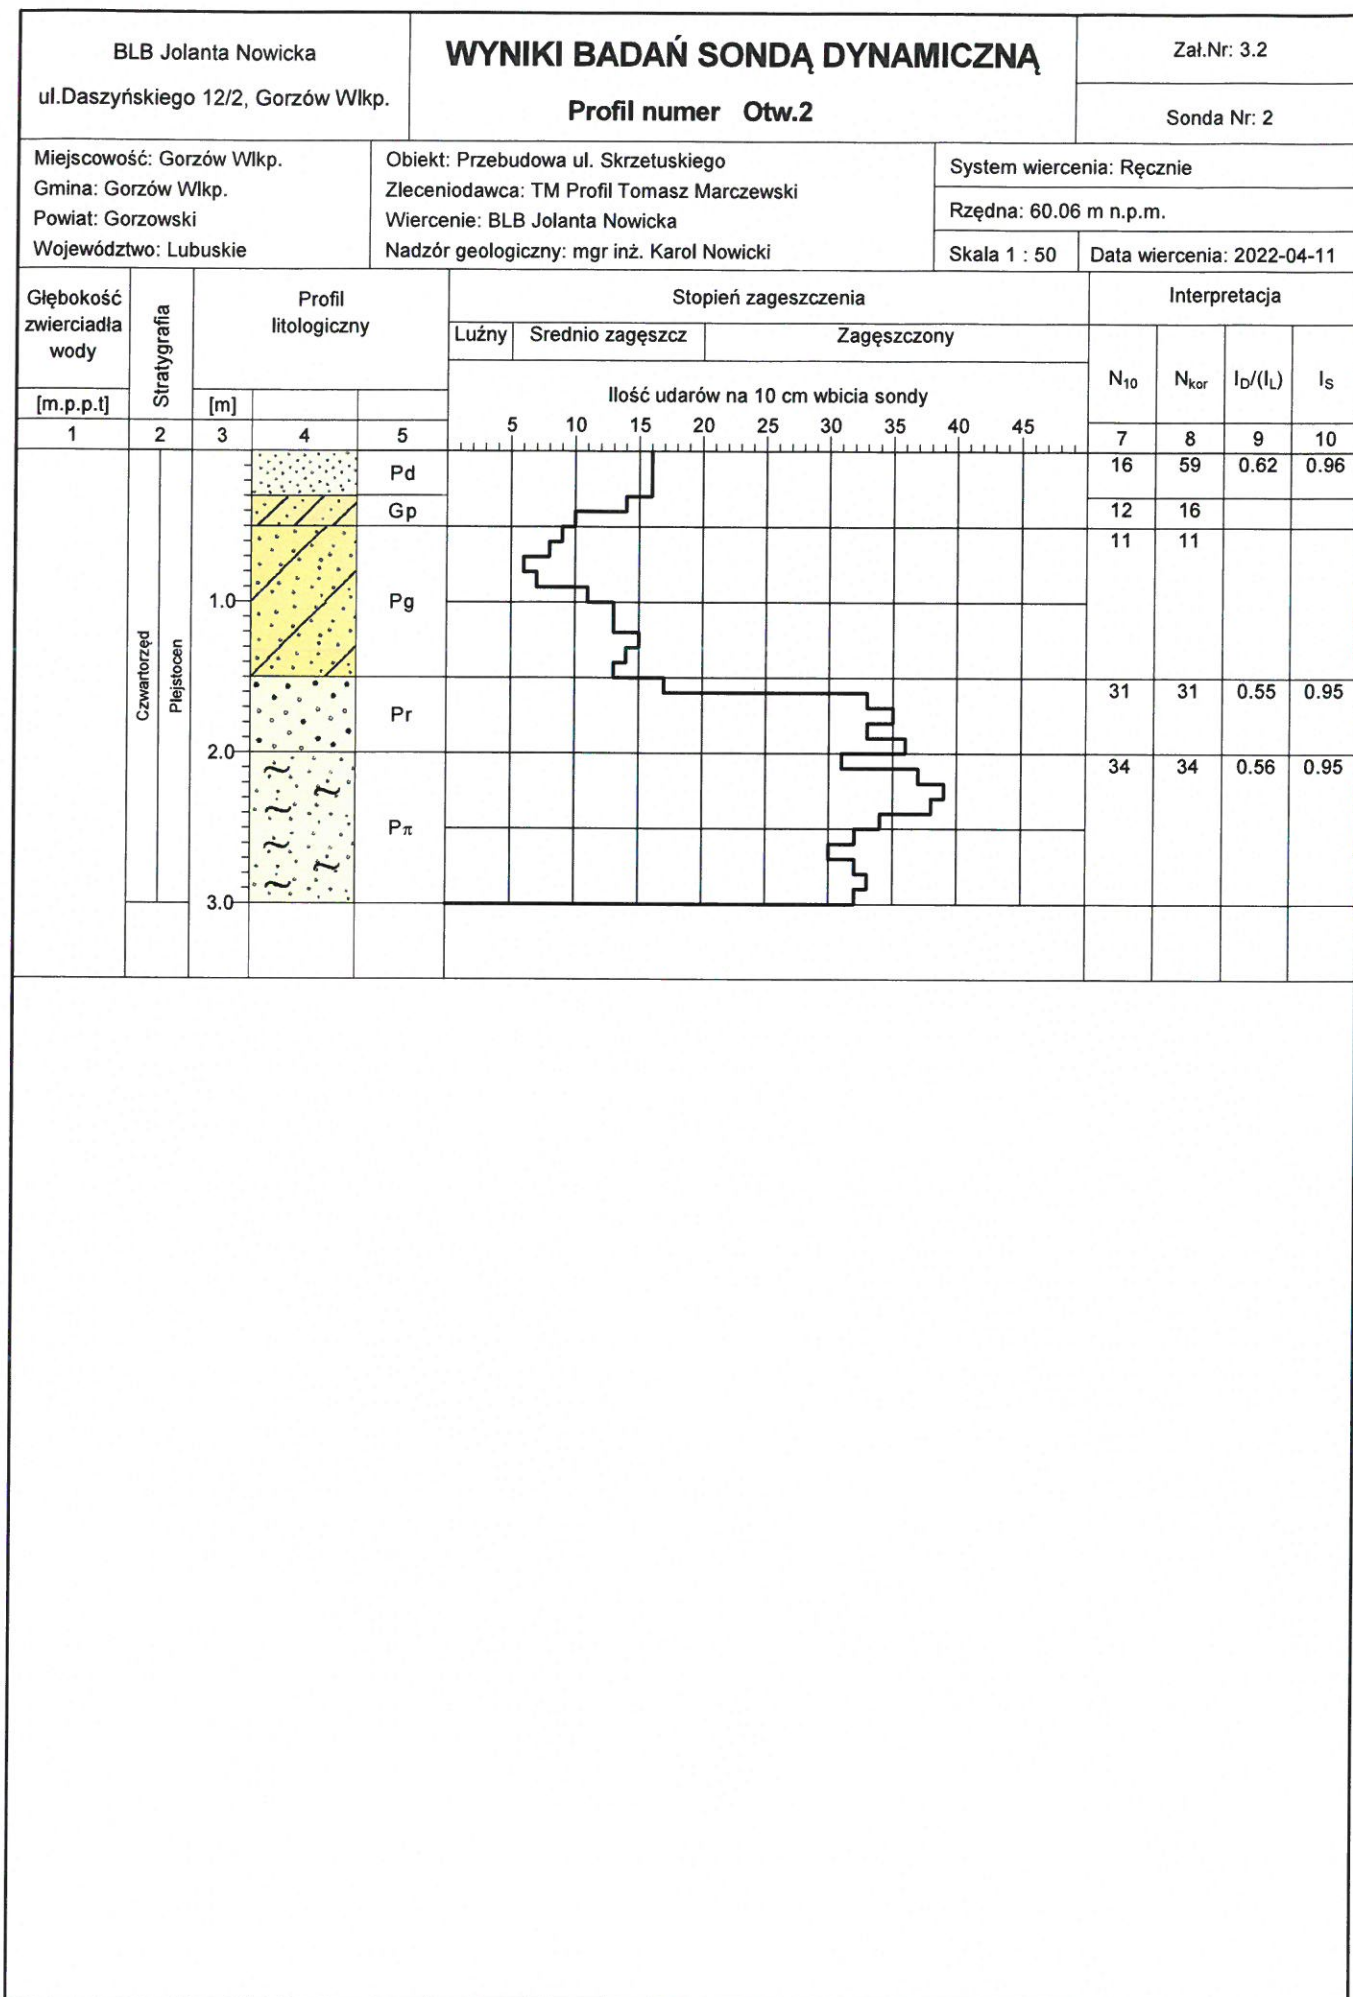 BLB Jolanta Nowicka
ul.Daszyńskiego 12/2, Gorzów Wlkp.
WYNIKI BADAŃ SONDĄ DYNAMICZNĄ
Profil numer Otw.2
Zał.Nr: 3.2
Sonda Nr: 2
Miejscowość: Gorzów Wlkp.
Gmina: Gorzów Wlkp.
Powiat: Gorzowski
Województwo: Lubuskie
Obiekt: Przebudowa ul. Skrzetuskiego
Zleceniodawca: TM Profil Tomasz Marczewski
Wiercenie: BLB Jolanta Nowicka
Nadzór geologiczny: mgr inż. Karol Nowicki
System wiercenia: Ręcznie
Rzędna: 60.06 m n.p.m.
Skala 1 : 50
Data wiercenia: 2022-04-11
Głębokość
zwierciadła
wody
[m.p.p.t]
Stratygrafia
Profil
litologiczny
[m]
Stopień zageszczenia
Luźny
Srednio zagęszcz
Zagęszczony
Ilość udarów na 10 cm wbicia sondy
5 10 15 20 25 30 35 40 45
Interpretacja
N10 Nkor ID/(IL) IS
1 2 3 4 5 7 8 9 10
Pd 16 59 0.62 0.96
Gp 12 16
11 11
1.0 Pg
Czwartorzęd
Plejstocen
31 31 0.55 0.95
Pr
2.0
34 34 0.56 0.95
Pπ
3.0